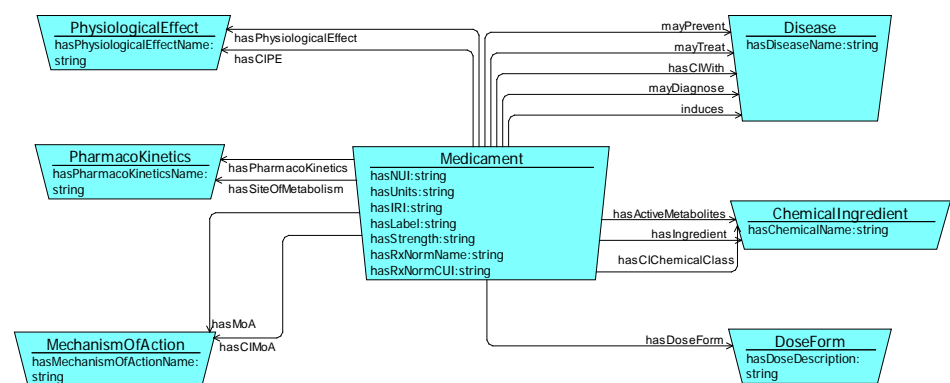 PhysiologicalEffect
hasPhysiologicalEffectName:
string
hasPhysiologicalEffect
hasCIPE
mayPrevent
mayTreat
hasCIWith
mayDiagnose
induces
Disease
hasDiseaseName:string
PharmacoKinetics
hasPharmacoKineticsName:
string
hasPharmacoKinetics
hasSiteOfMetabolism
Medicament
hasNUI:string
hasUnits:string
hasIRI:string
hasLabel:string
hasStrength:string
hasRxNormName:string
hasRxNormCUI:string
hasActiveMetabolites
hasIngredient
hasCIChemicalClass
ChemicalIngredient
hasChemicalName:string
hasMoA
hasCIMoA
MechanismOfAction
hasMechanismOfActionName:
string
hasDoseForm
DoseForm
hasDoseDescription:
string